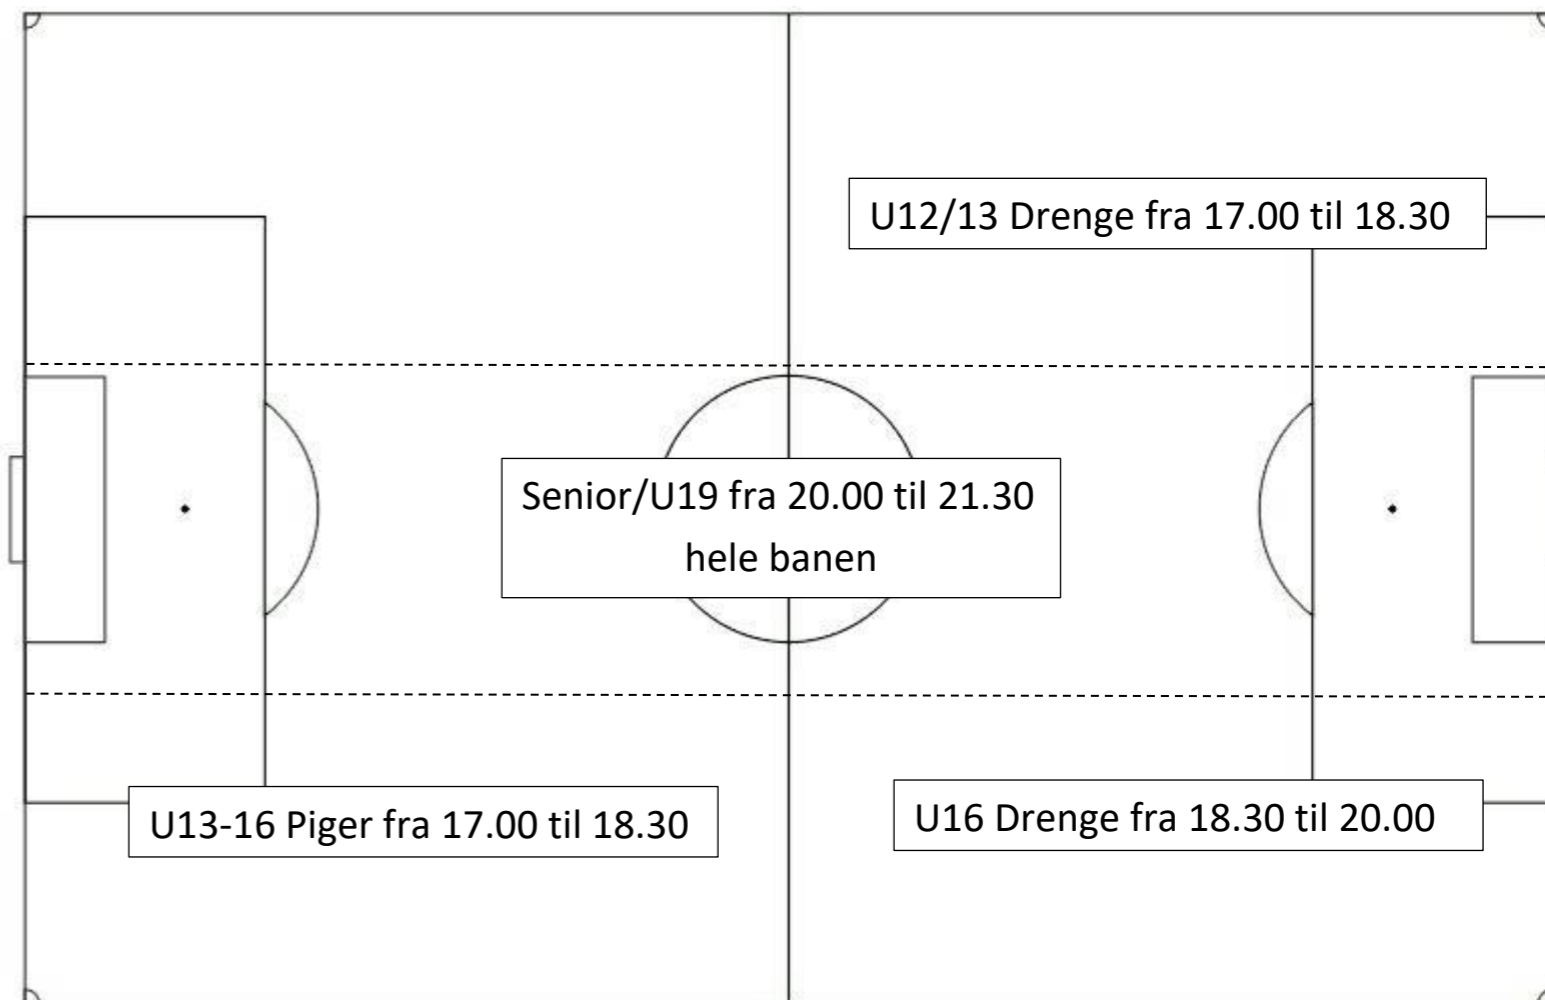 U12/13 Drenge fra 17.00 til 18.30
Senior/U19 fra 20.00 til 21.30
hele banen
U13-16 Piger fra 17.00 til 18.30
U16 Drenge fra 18.30 til 20.00